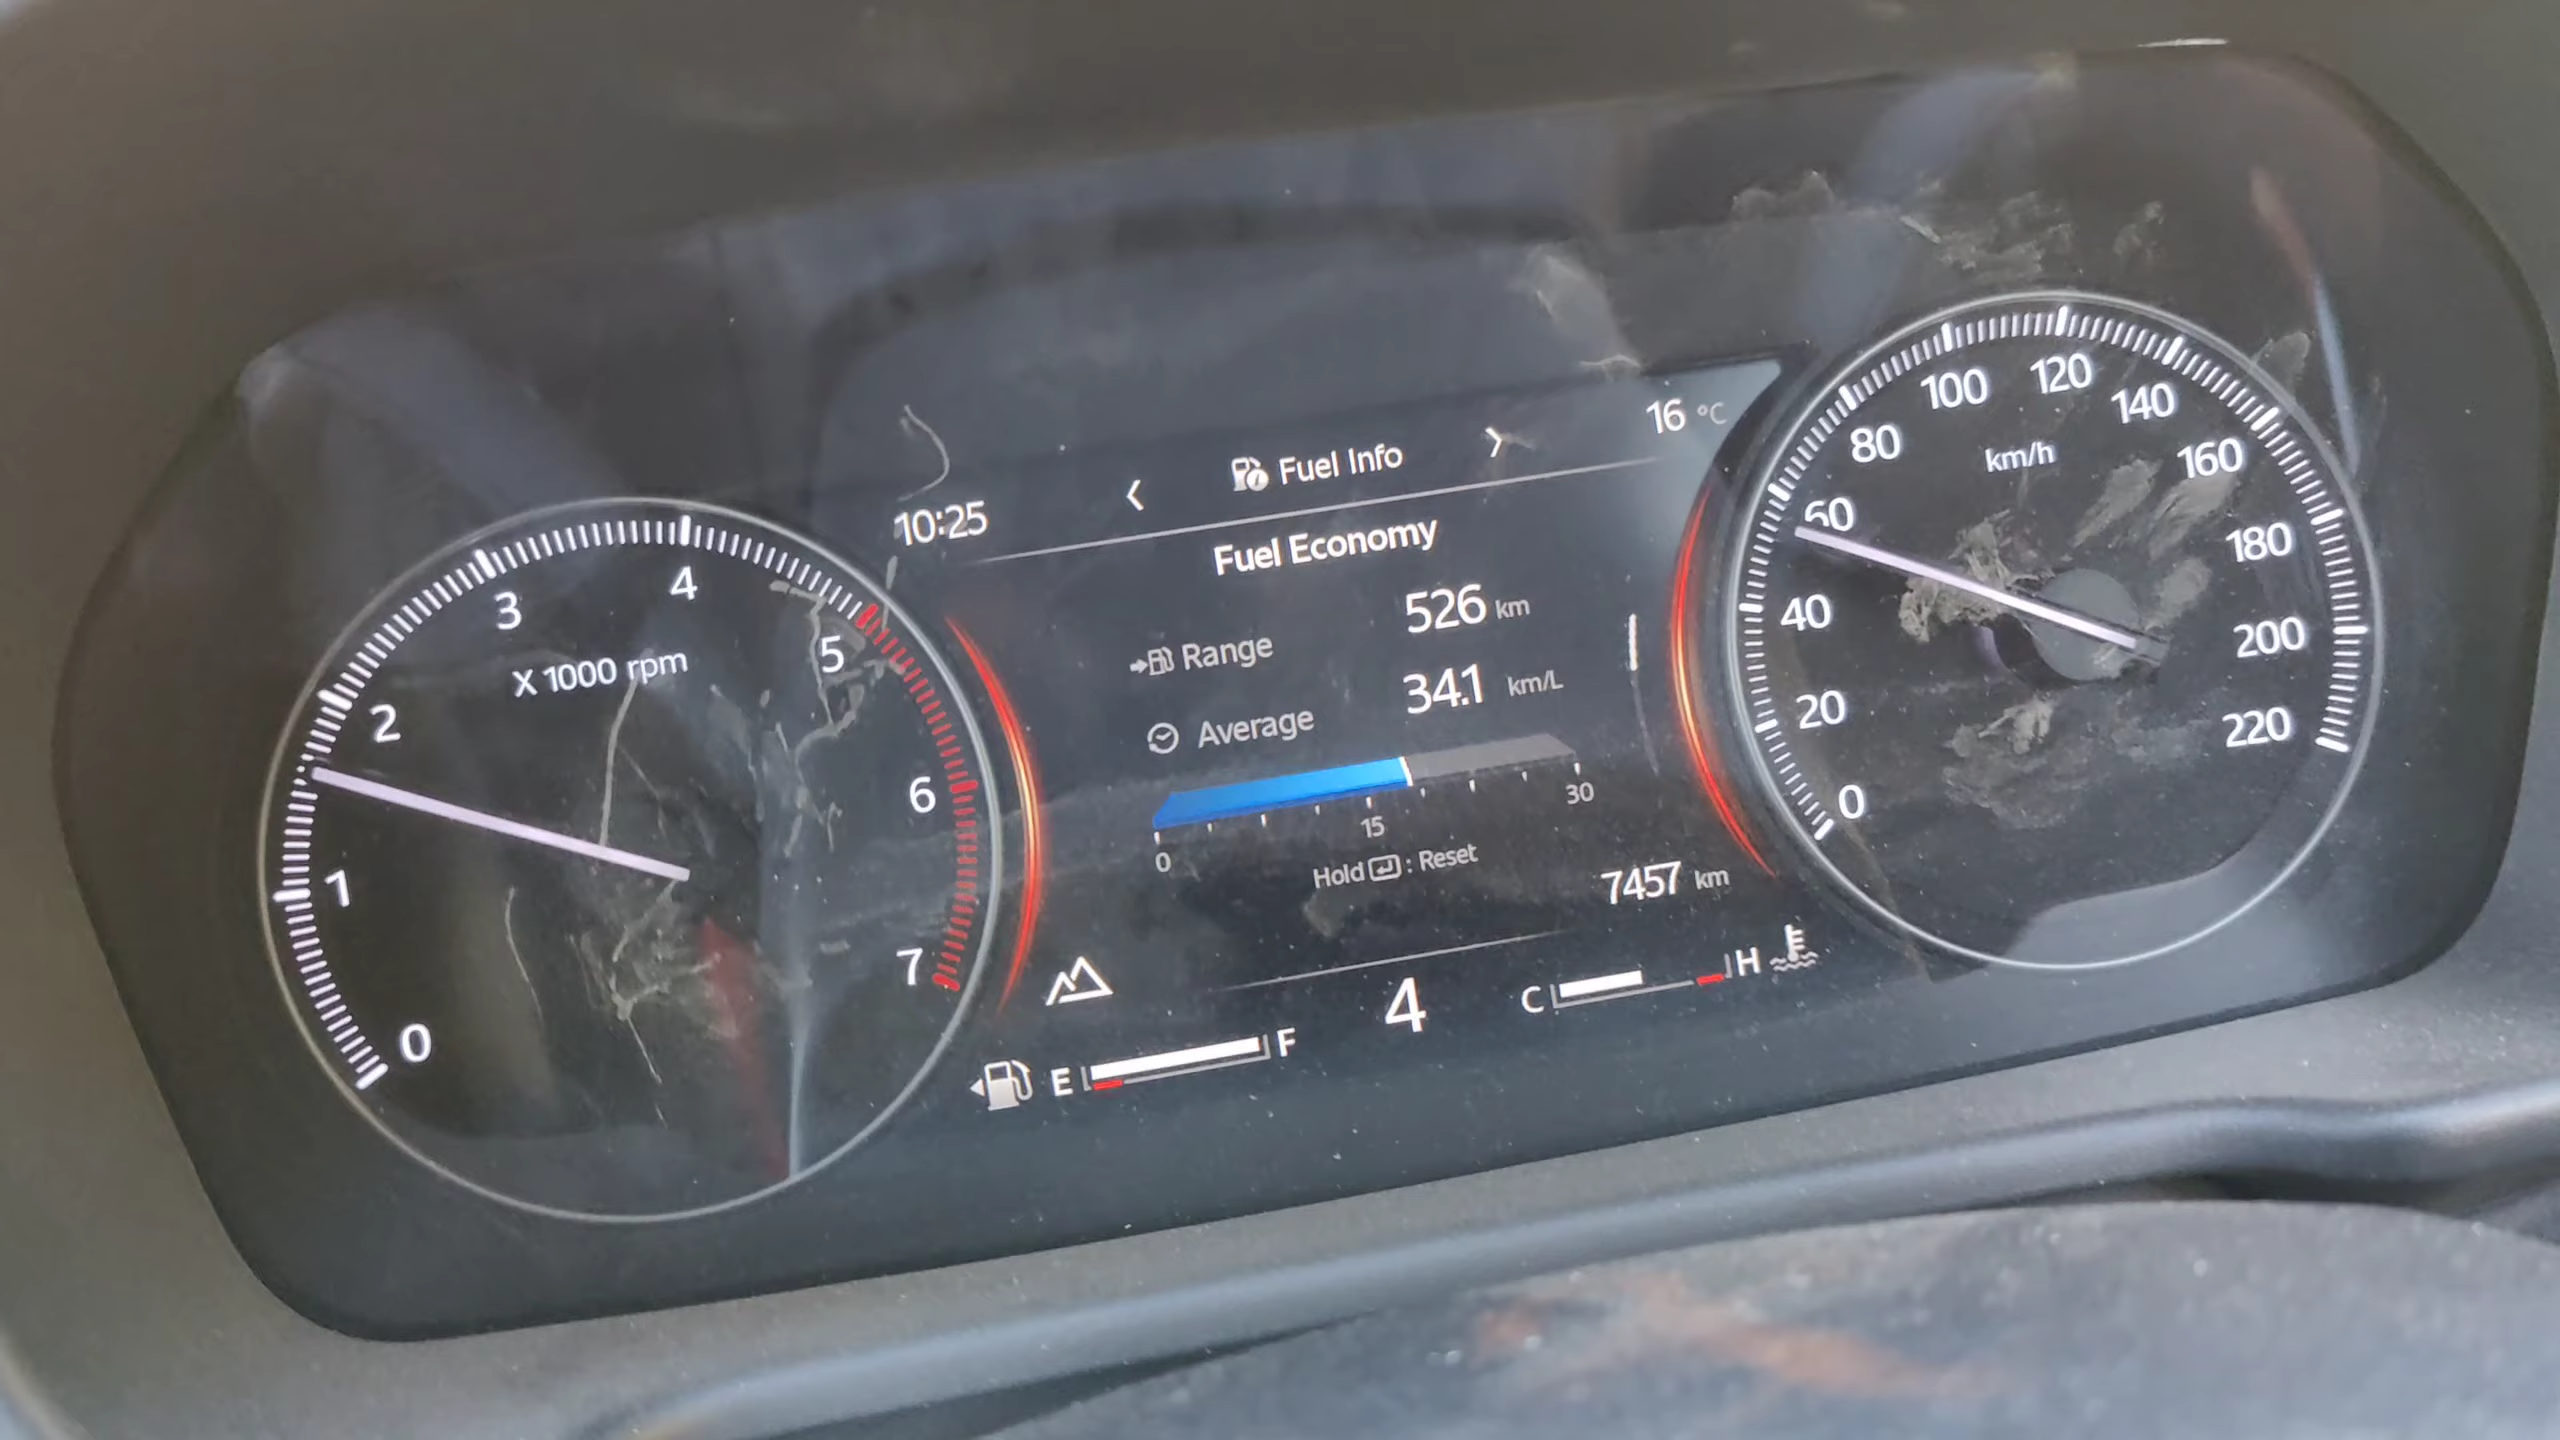 16 °C
Fuel Info
10:25
Fuel Economy
Range 526 km
Average 34.1 km/L
0 15 30
Hold : Reset
7457 km
4
C H
E F
X 1000 rpm
0 1 2 3 4 5 6 7
km/h
0 20 40 60 80 100 120 140 160 180 200 220